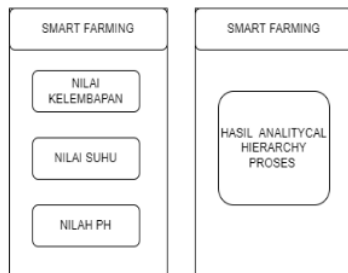 SMART FARMING
NILAI
KELEMBAPAN
NILAI SUHU
NILAH PH
SMART FARMING
HASIL ANALITYCAL
HIERARCHY
PROSES